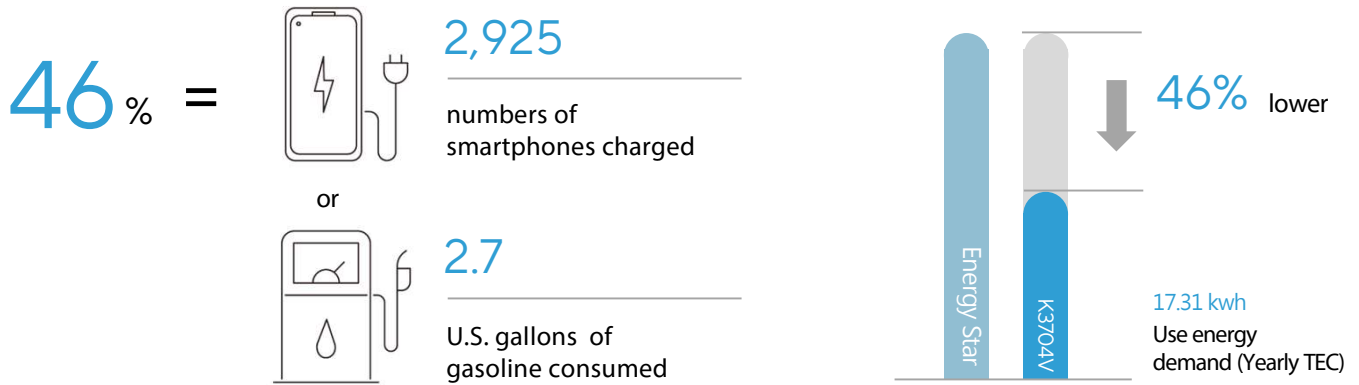 46 % =
2,925
numbers of
smartphones charged
or
2.7
U.S. gallons of
gasoline consumed
46% lower
Energy Star
K3704V
17.31 kwh
Use energy
demand (Yearly TEC)